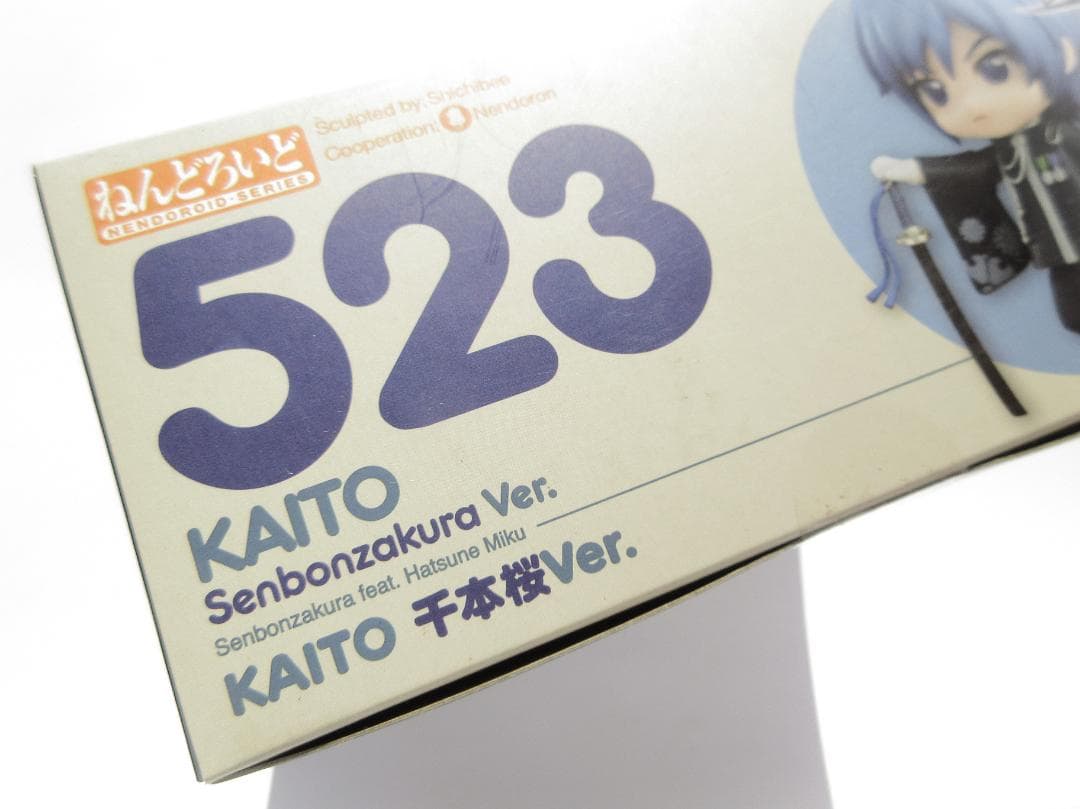 ねんどろいど
NENDOROID·SERIES
Sculpted by: Shichibee
Cooperation: Nendoron
523
KAITO
Senbonzakura Ver.
Senbonzakura feat. Hatsune Miku
KAITO 千本桜Ver.